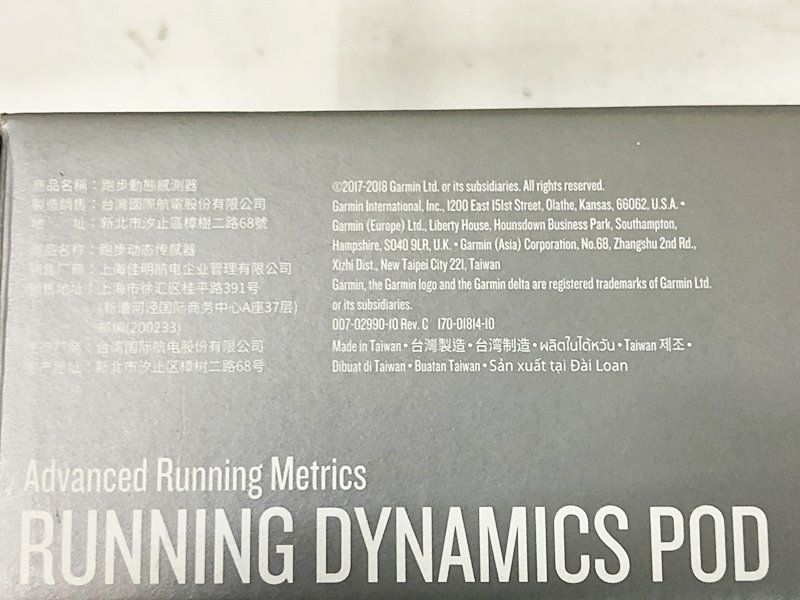 商品名稱：跑步動態感測器
製造銷售：台灣國際航電股份有限公司
地　　址：新北市汐止區樟樹二路68號
商品名称：跑步动态传感器
销售厂商：上海佳明航电企业管理有限公司
销售地址：上海市徐汇区桂平路391号
(新漕河泾国际商务中心A座37层)
邮编(200233)
生产厂商：台湾国际航电股份有限公司
生产地址：新北市汐止区樟树二路68号
©2017-2018 Garmin Ltd. or its subsidiaries. All rights reserved.
Garmin International, Inc., 1200 East 151st Street, Olathe, Kansas, 66062, U.S.A. •
Garmin (Europe) Ltd., Liberty House, Hounsdown Business Park, Southampton,
Hampshire, SO40 9LR, U.K. • Garmin (Asia) Corporation, No.68, Zhangshu 2nd Rd.,
Xizhi Dist., New Taipei City 221, Taiwan
Garmin, the Garmin logo and the Garmin delta are registered trademarks of Garmin Ltd.
or its subsidiaries.
007-02990-10 Rev. C 170-01814-10
Made in Taiwan • 台灣製造 • 台湾制造 • ผลิตในไต้หวัน • Taiwan 제조 •
Dibuat di Taiwan • Buatan Taiwan • Sản xuất tại Đài Loan
Advanced Running Metrics
RUNNING DYNAMICS POD